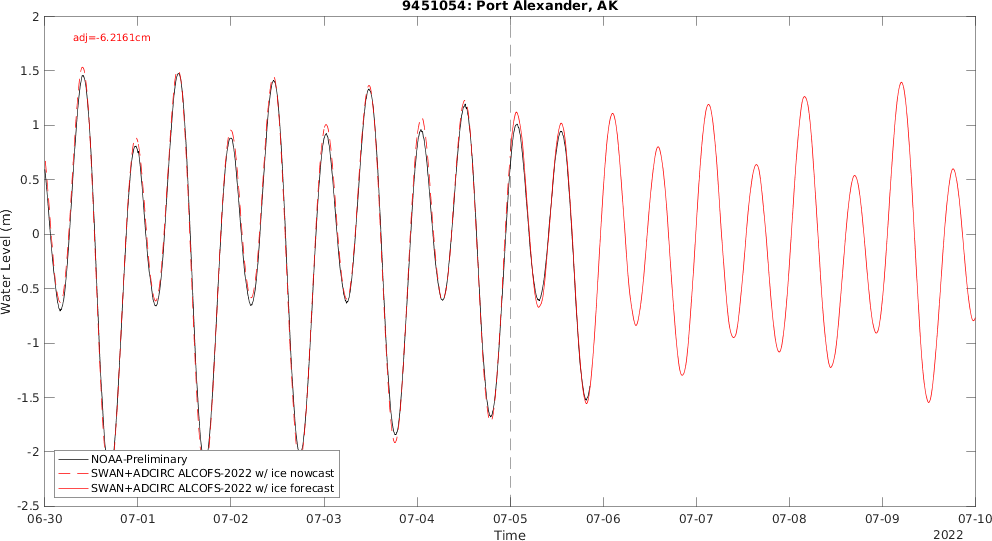 9451054: Port Alexander, AK
adj=-6.2161cm
2
1.5
1
0.5
0
-0.5
-1
-1.5
-2
-2.5
Water Level (m)
NOAA-Preliminary
SWAN+ADCIRC ALCOFS-2022 w/ ice nowcast
SWAN+ADCIRC ALCOFS-2022 w/ ice forecast
06-30 07-01 07-02 07-03 07-04 07-05 07-06 07-07 07-08 07-09 07-10
Time
2022